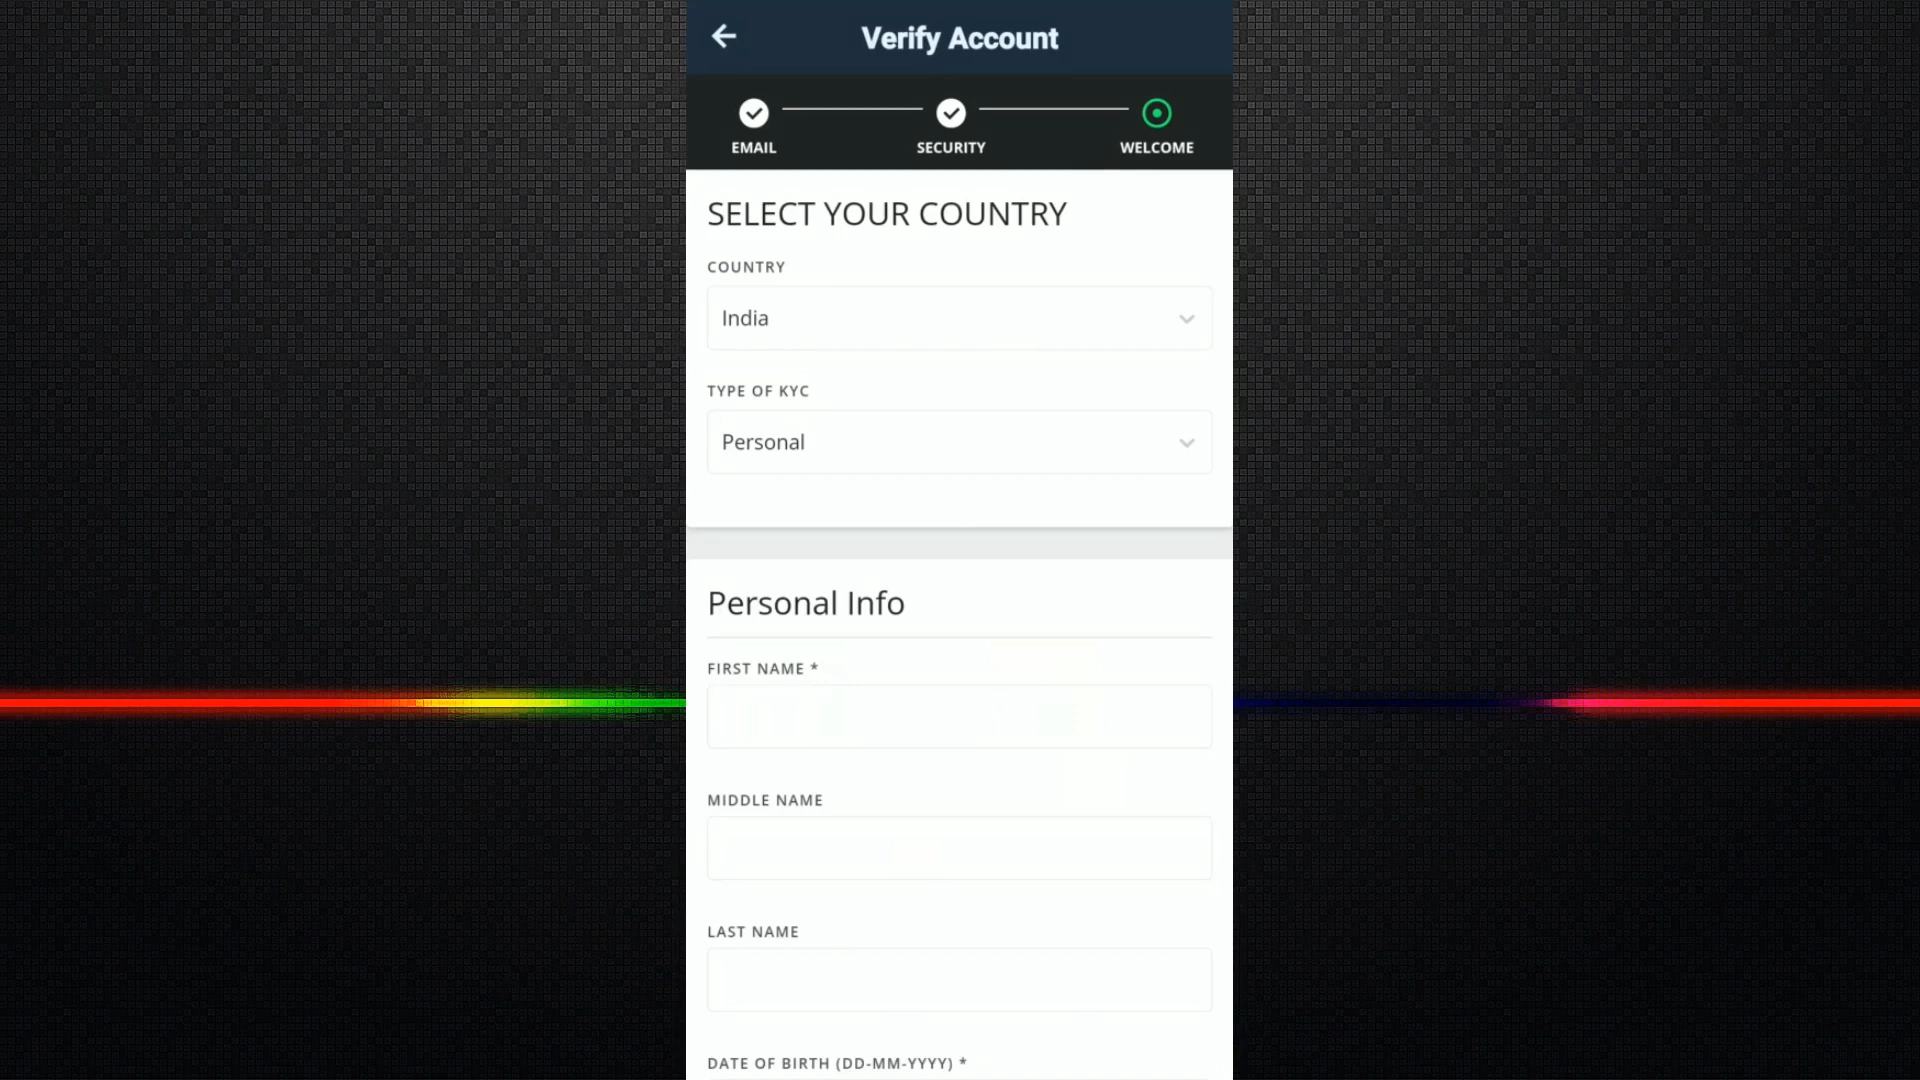 Verify Account
EMAIL SECURITY WELCOME
SELECT YOUR COUNTRY
COUNTRY
India
TYPE OF KYC
Personal
Personal Info
FIRST NAME *
MIDDLE NAME
LAST NAME
DATE OF BIRTH (DD-MM-YYYY) *